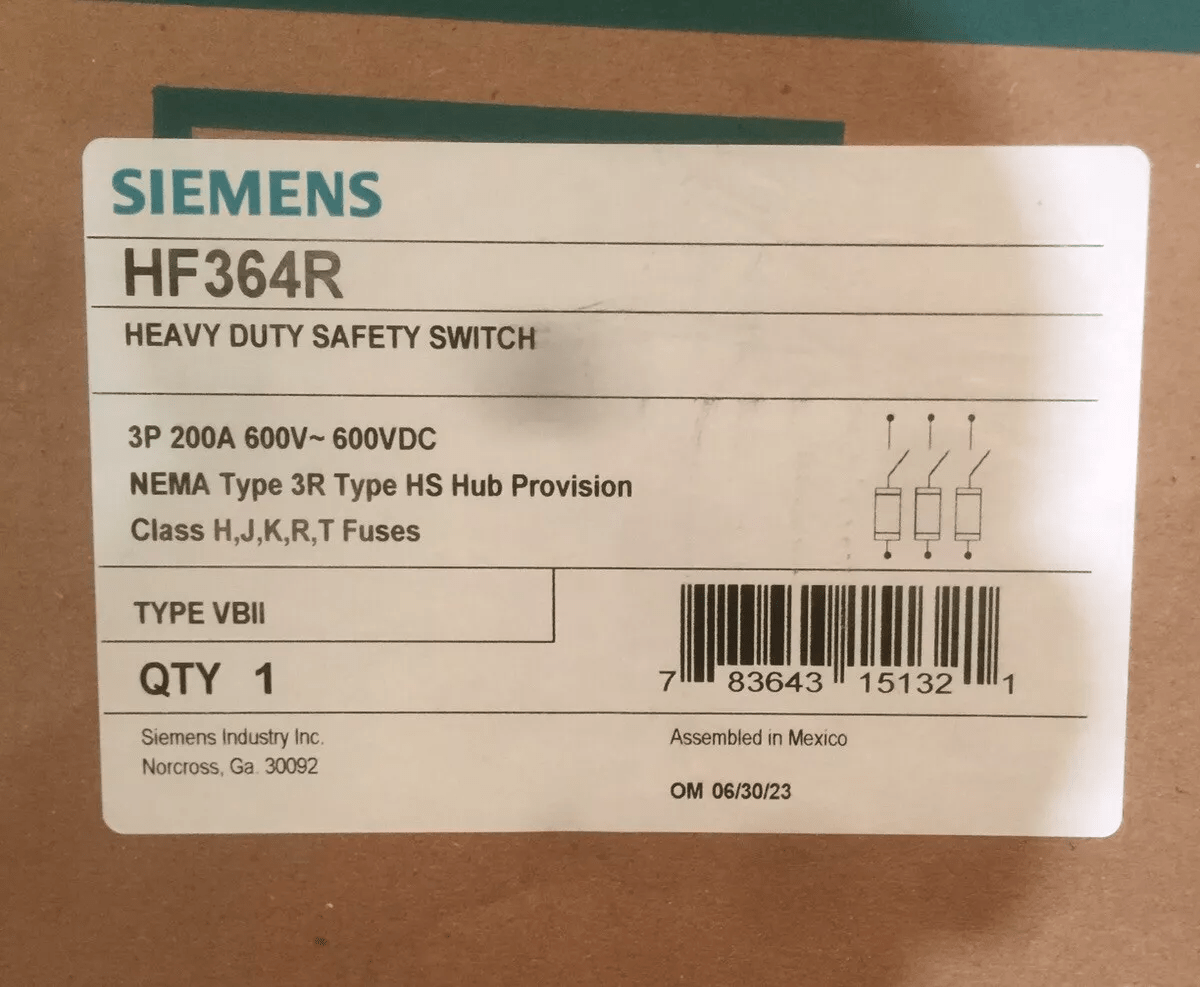 SIEMENS
HF364R
HEAVY DUTY SAFETY SWITCH
3P 200A 600V~ 600VDC
NEMA Type 3R Type HS Hub Provision
Class H,J,K,R,T Fuses
TYPE VBII
QTY 1
7 83643 15132 1
Siemens Industry Inc.
Norcross, Ga. 30092
Assembled in Mexico
OM 06/30/23